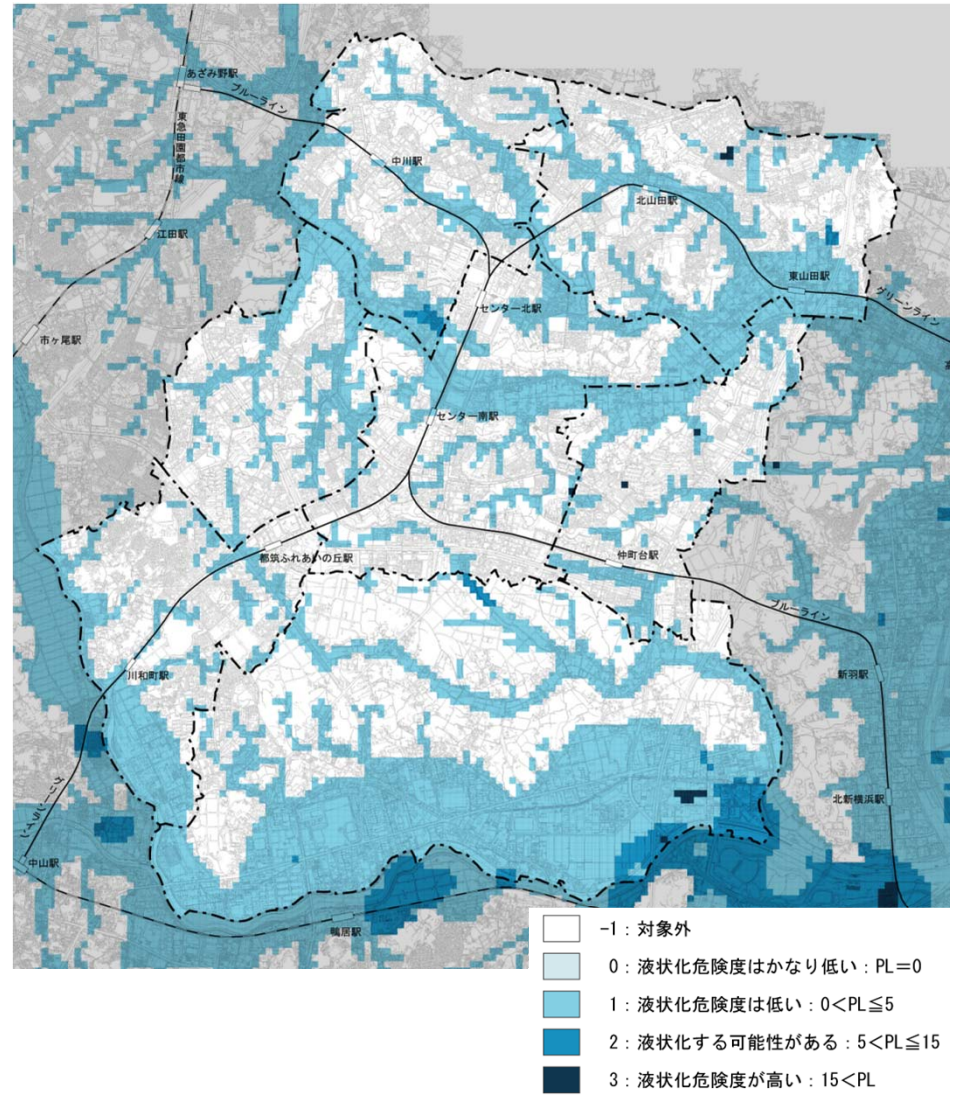 あざみ野駅
ブルーライン
東急田園都市線
中川駅
北山田駅
江田駅
東山田駅
グリーンライン
センター北駅
市ヶ尾駅
センター南駅
都筑ふれあいの丘駅
仲町台駅
ブルーライン
川和町駅
新羽駅
グリーンライン
北新横浜駅
中山駅
鴨居駅
-1:対象外
0:液状化危険度はかなり低い:PL=0
1:液状化危険度は低い:0<PL≦5
2:液状化する可能性がある:5<PL≦15
3:液状化危険度が高い:15<PL